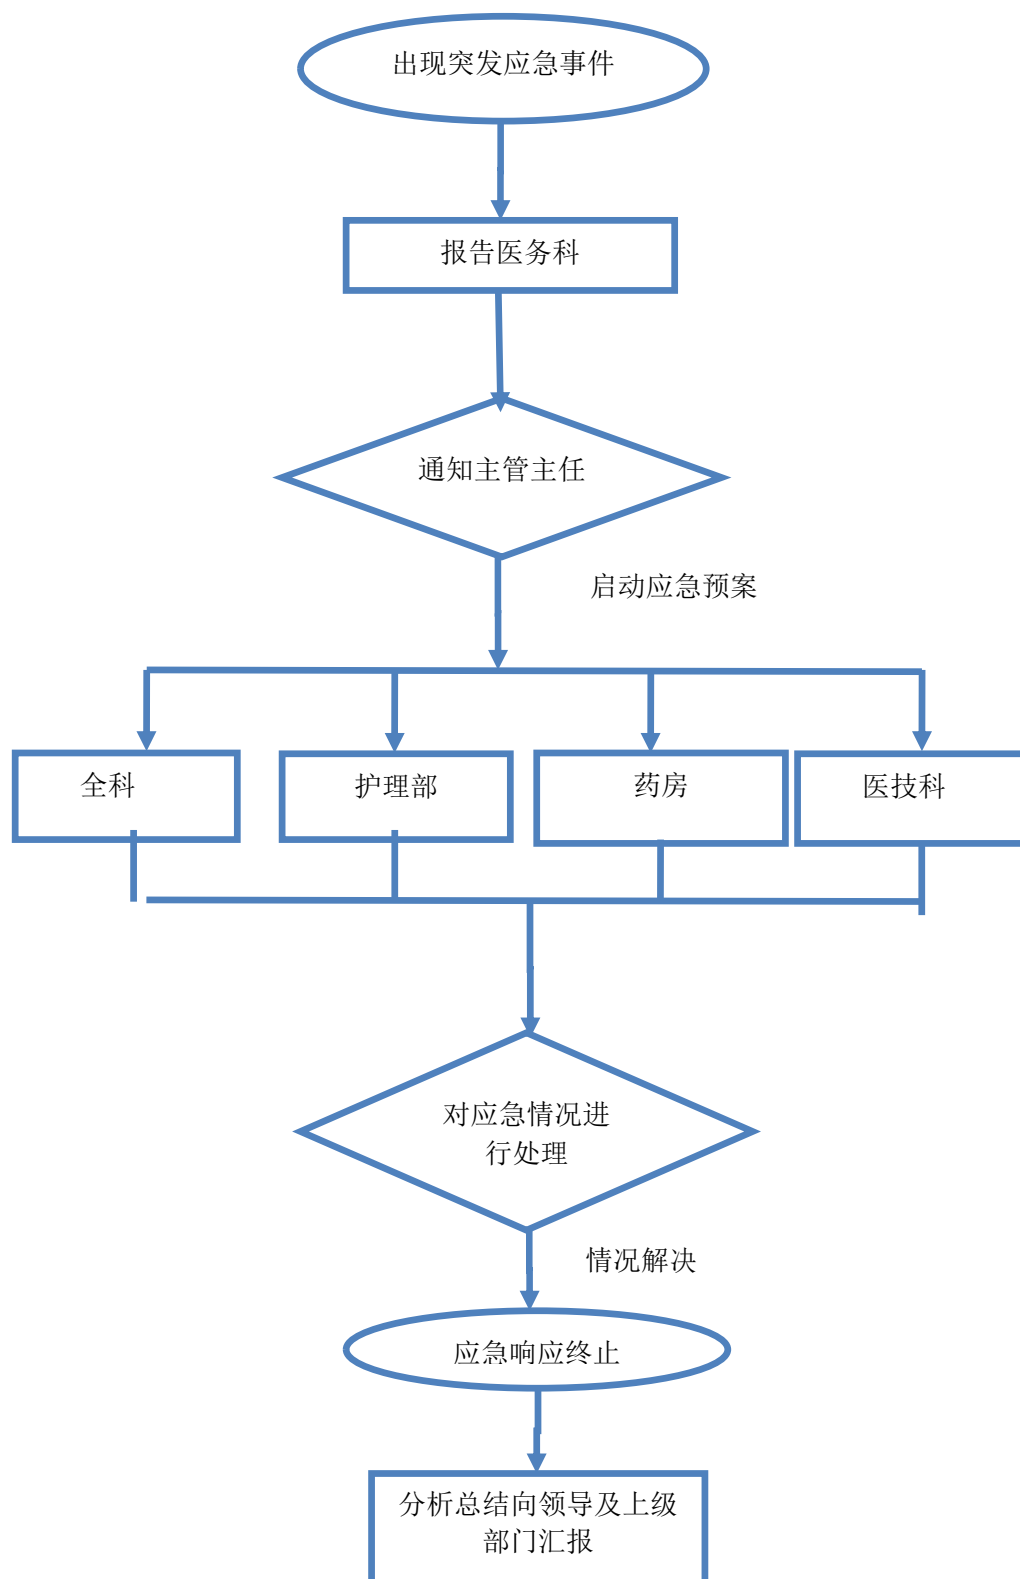 出现突发应急事件
报告医务科
通知主管主任
启动应急预案
全科
护理部
药房
医技科
对应急情况进
行处理
情况解决
应急响应终止
分析总结向领导及上级
部门汇报